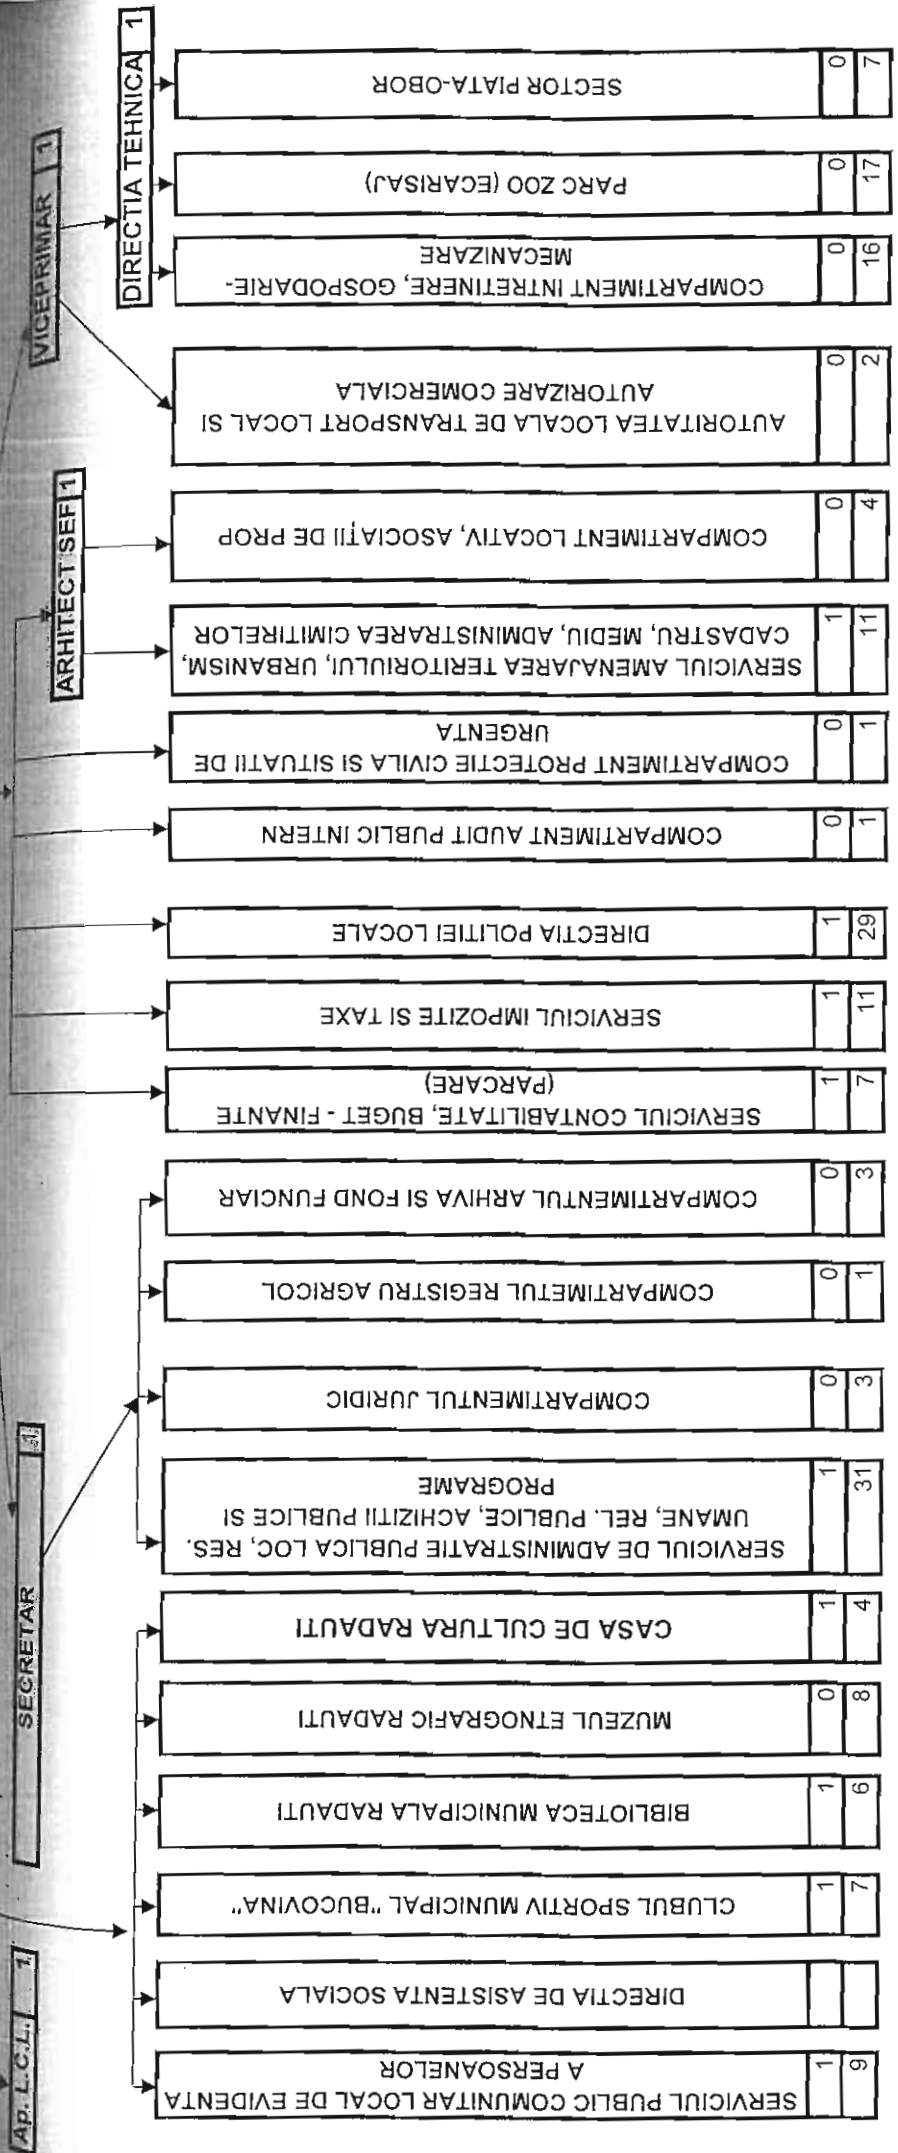 Ap. L.C.L. 1
SECRETAR 1
ARHITECT SEF 1
VICEPRIMAR 1
DIRECTIA TEHNICA 1
SERVICIUL PUBLIC COMUNITAR LOCAL DE EVIDENTA
A PERSOANELOR
1
9
DIRECTIA DE ASISTENTA SOCIALA
CLUBUL SPORTIV MUNICIPAL "BUCOVINA"
1
7
BIBLIOTECA MUNICIPALA RADAUTI
1
6
MUZEUL ETNOGRAFIC RADAUTI
0
8
CASA DE CULTURA RADAUTI
1
4
SERVICIUL DE ADMINISTRATIE PUBLICA LOC, RES.
UMANE, REL. PUBLICE, ACHIZITII PUBLICE SI
PROGRAME
1
31
COMPARTIMENTUL JURIDIC
0
3
COMPARTIMETUL REGISTRU AGRICOL
0
1
COMPARTIMENTUL ARHIVA SI FOND FUNCIAR
0
3
SERVICIUL CONTABILITATE, BUGET - FINANTE
(PARCARE)
1
7
SERVICIUL IMPOZITE SI TAXE
1
11
DIRECTIA POLITIEI LOCALE
1
29
COMPARTIMENT AUDIT PUBLIC INTERN
0
1
COMPARTIMENT PROTECTIE CIVILA SI SITUATII DE
URGENTA
0
1
SERVICIUL AMENAJAREA TERITORIULUI, URBANISM,
CADASTRU, MEDIU, ADMINISTRAREA CIMITIRELOR
1
11
COMPARTIMENT LOCATIV, ASOCIAȚII DE PROP
0
4
AUTORITATEA LOCALA DE TRANSPORT LOCAL SI
AUTORIZARE COMERCIALA
0
2
COMPARTIMENT INTRETINERE, GOSPODARIE-
MECANIZARE
0
16
PARC ZOO (ECARISAJ)
0
17
SECTOR PIATA-OBOR
0
7